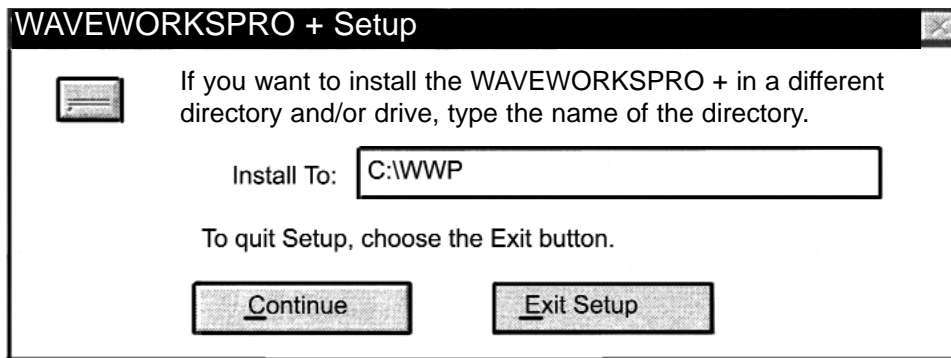 WAVEWORKSPRO + Setup
If you want to install the WAVEWORKSPRO + in a different
directory and/or drive, type the name of the directory.
Install To: C:\WWP
To quit Setup, choose the Exit button.
Continue Exit Setup